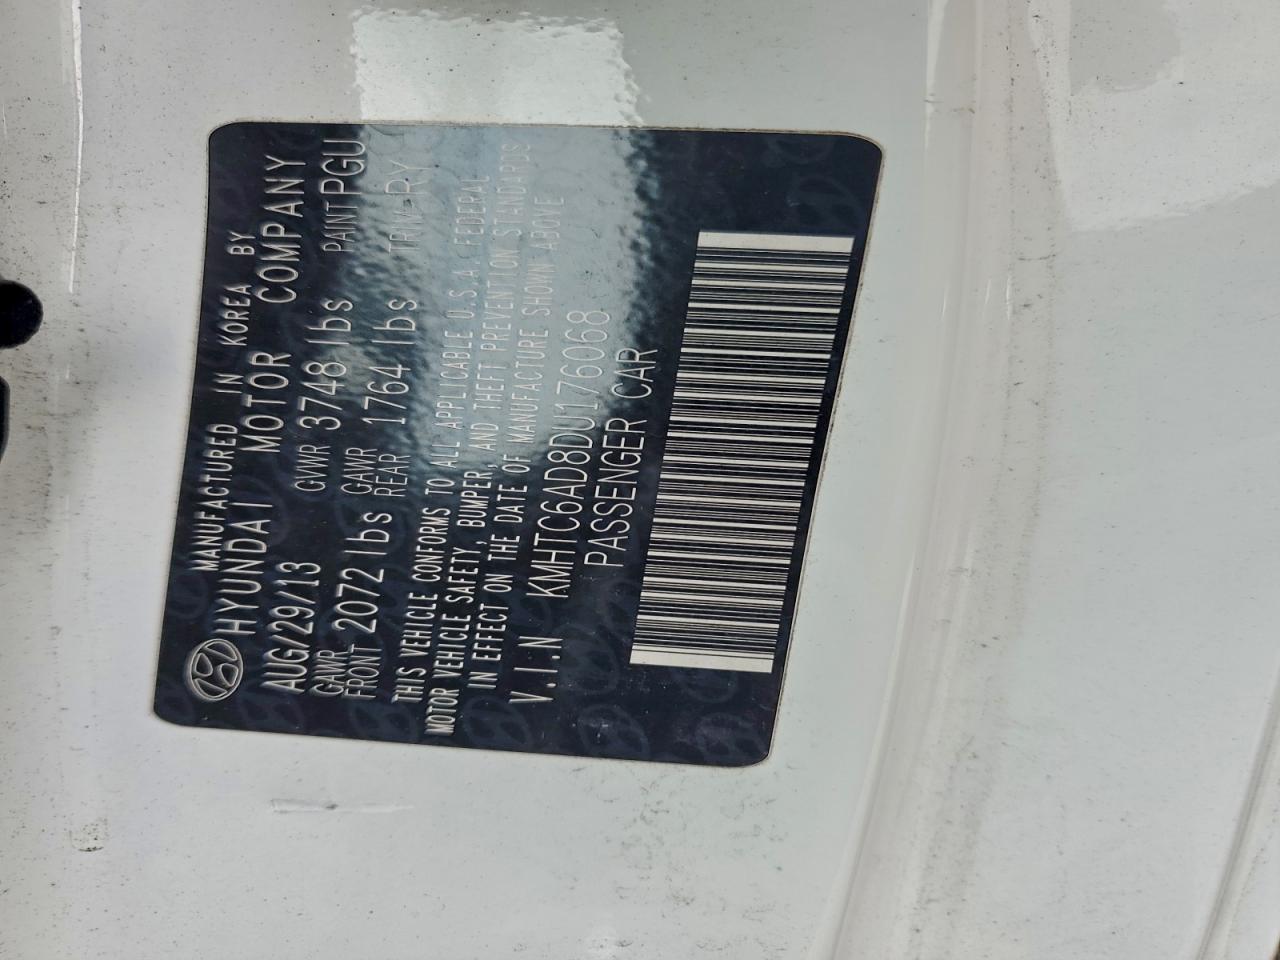 MANUFACTURED IN KOREA BY
HYUNDAI MOTOR COMPANY
AUG/29/13 GVWR 3748 lbs PAINT PGU
GAWR FRONT 2072 lbs GAWR REAR 1764 lbs TRIM RY
THIS VEHICLE CONFORMS TO ALL APPLICABLE U.S.A FEDERAL
MOTOR VEHICLE SAFETY, BUMPER, AND THEFT PREVENTION STANDARDS
IN EFFECT ON THE DATE OF MANUFACTURE SHOWN ABOVE
V.I.N KMHTC6AD8DU176068
PASSENGER CAR